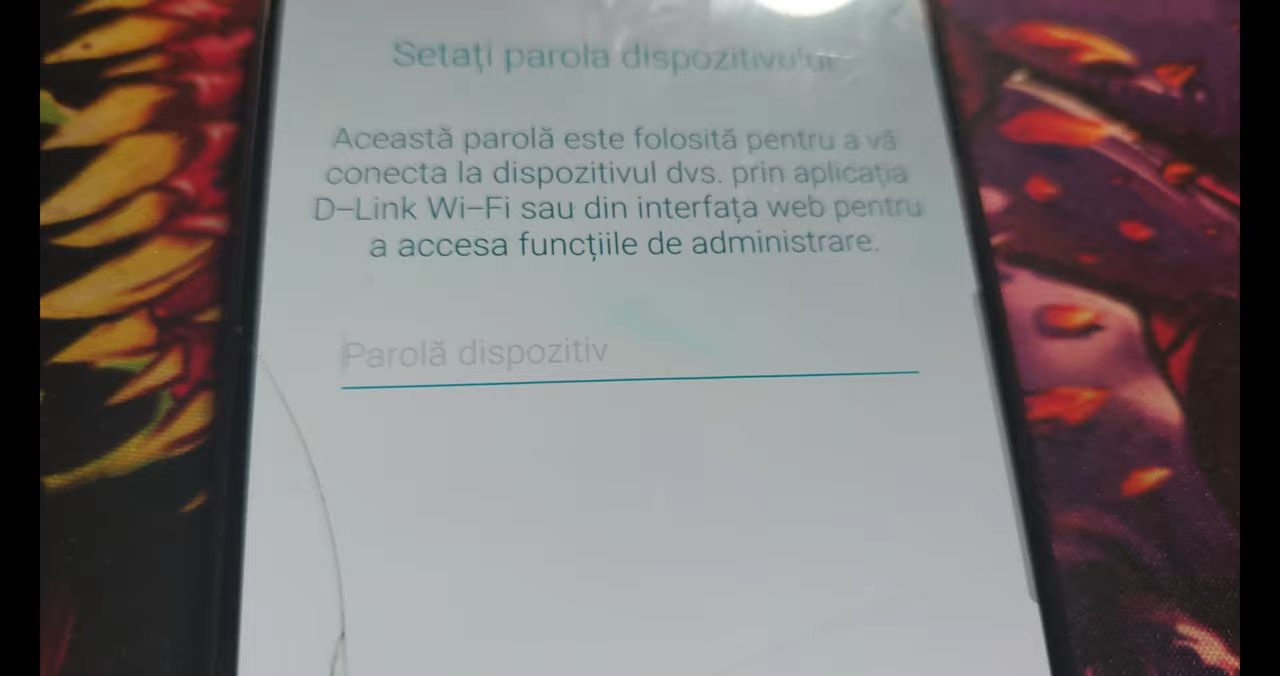 Setați parola dispozitivului
Această parolă este folosită pentru a vă
conecta la dispozitivul dvs. prin aplicația
D-Link Wi-Fi sau din interfața web pentru
a accesa funcțiile de administrare.
Parolă dispozitiv